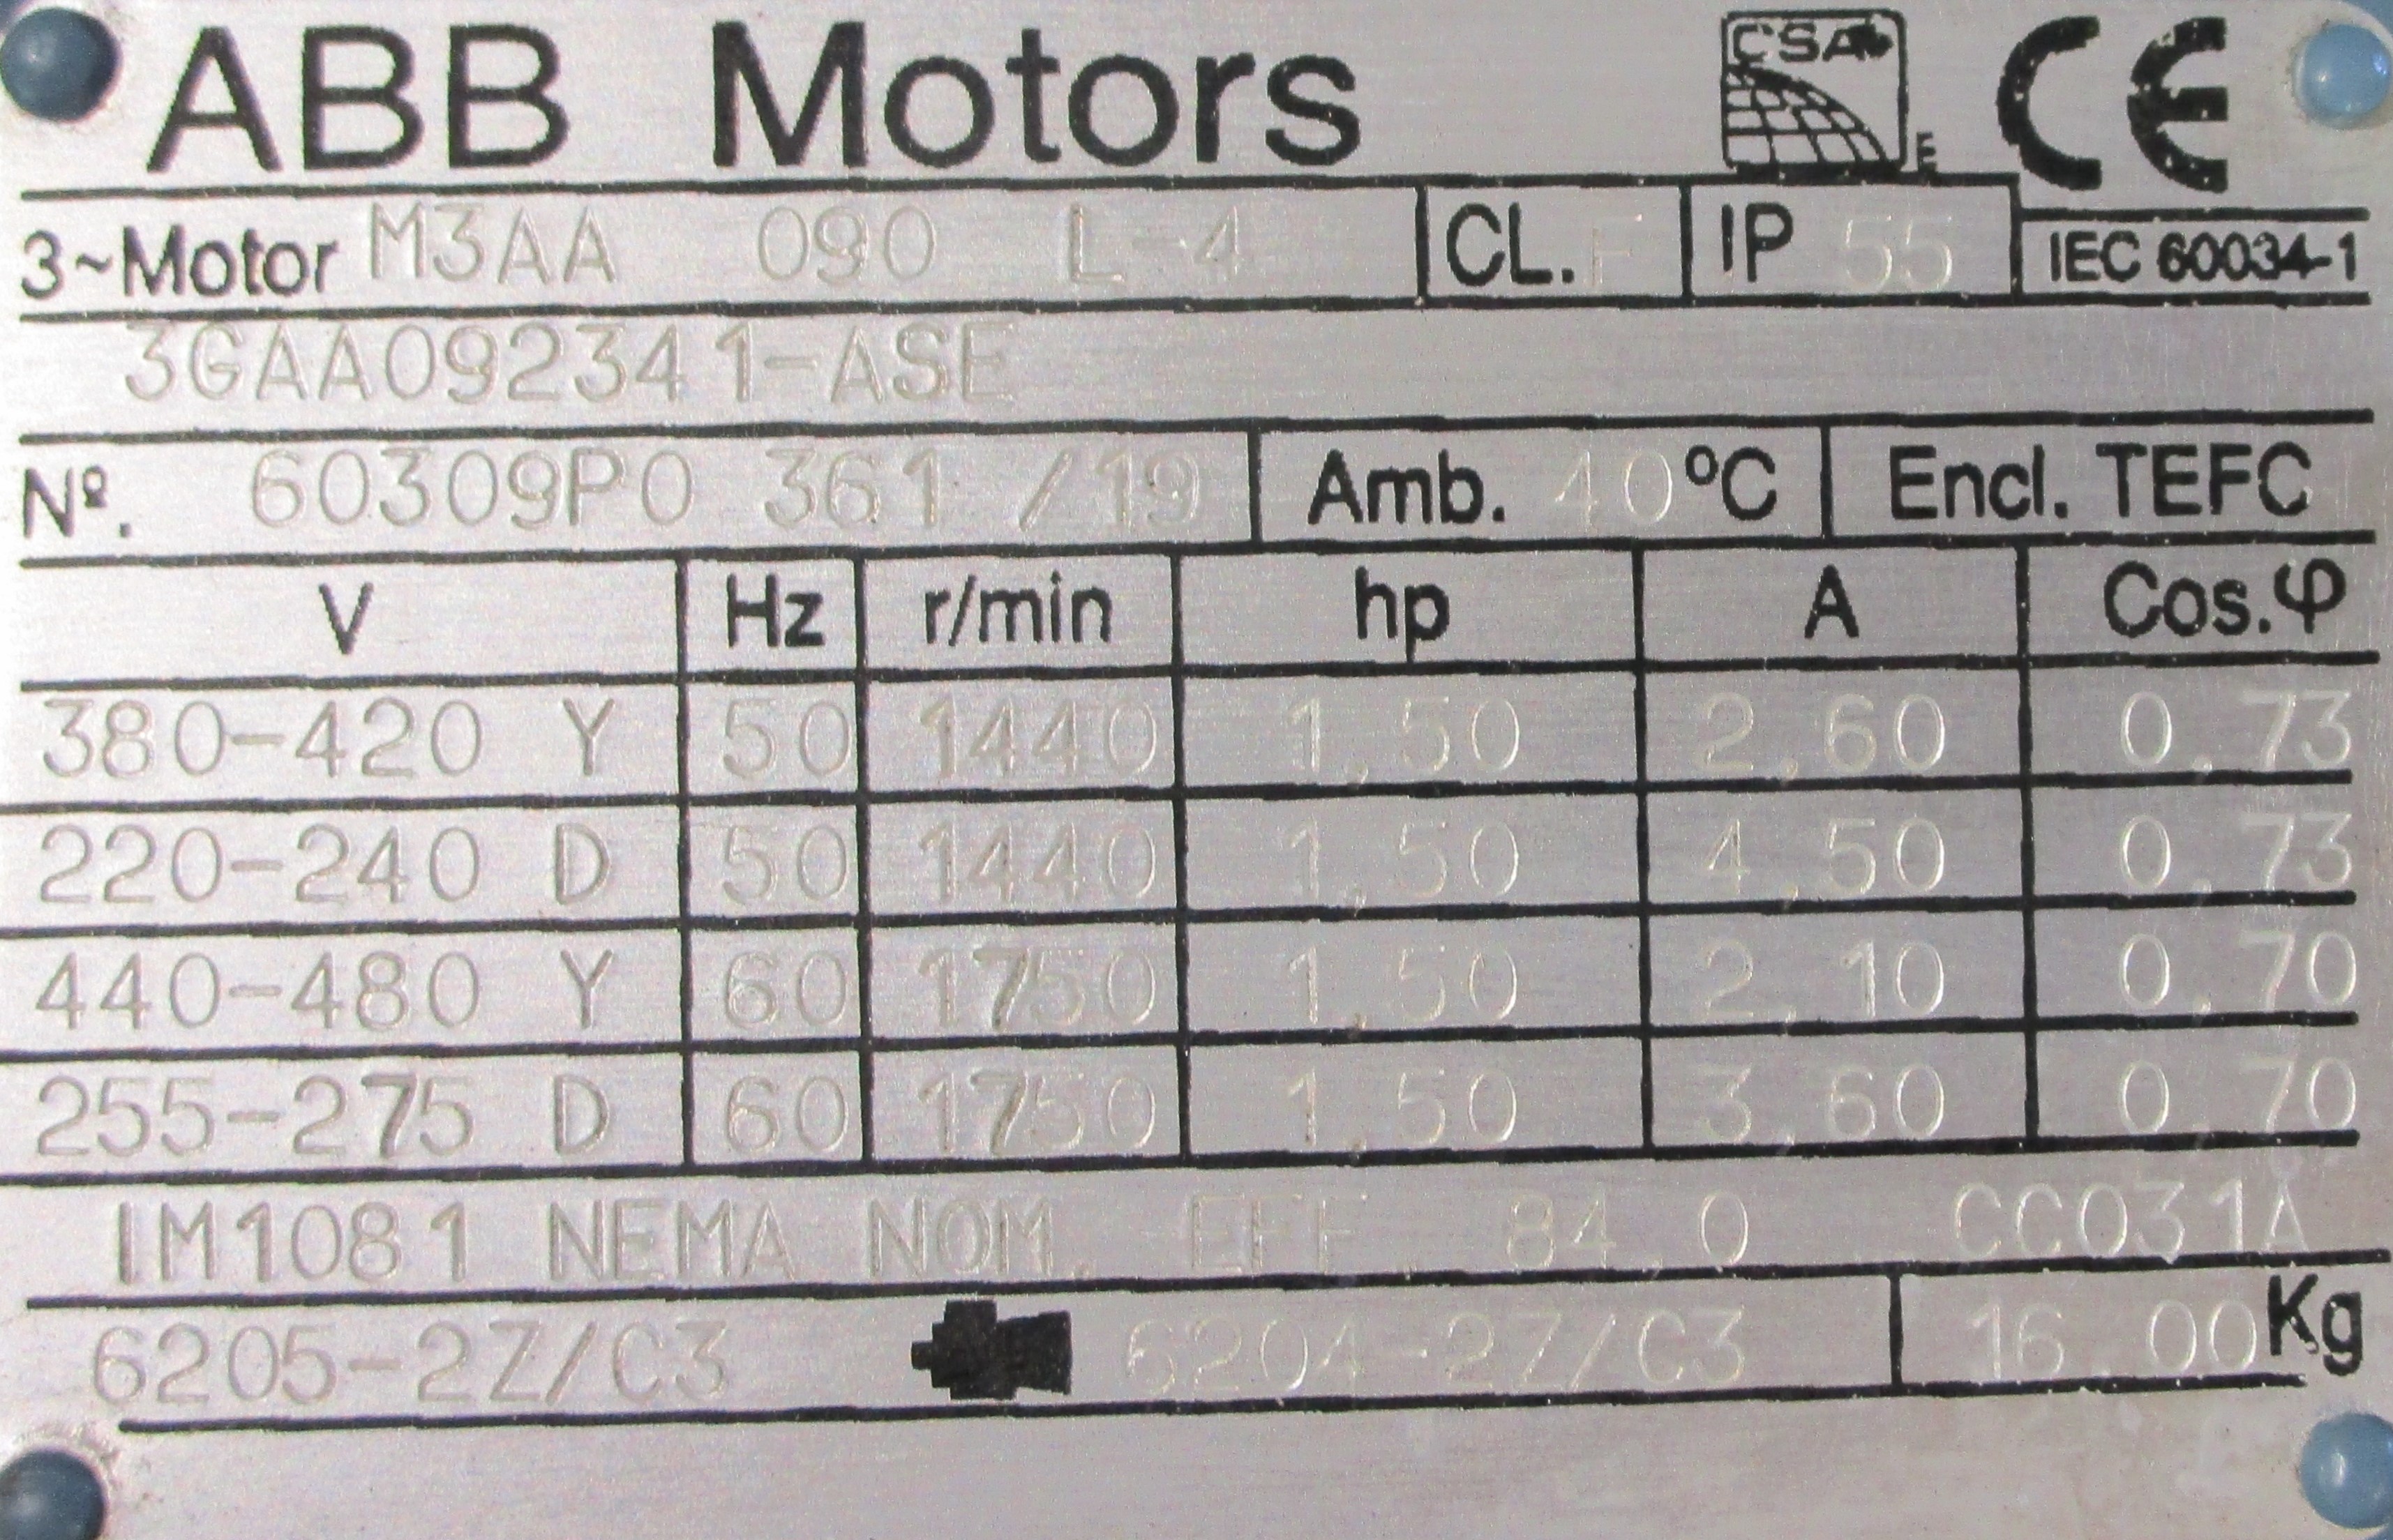 ABB Motors CSA E CE
3~Motor M3AA 090 L-4 CL. F IP 55 IEC 60034-1
3GAA092341-ASE
Nº. 60309P0 361 /19 Amb. 40 ºC Encl. TEFC
V Hz r/min hp A Cos.φ
380-420 Y 50 1440 1,50 2,60 0,73
220-240 D 50 1440 1,50 4,50 0,73
440-480 Y 60 1750 1,50 2,10 0,70
255-275 D 60 1750 1,50 3,60 0,70
IM1081 NEMA NOM. EFF. 84,0 CC031Å
6205-2Z/C3 6204-2Z/C3 16,00 Kg